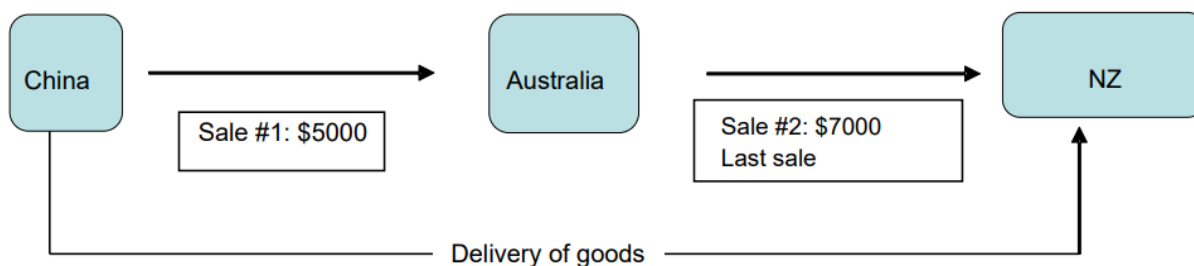 China
Sale #1: $5000
Australia
Sale #2: $7000
Last sale
NZ
Delivery of goods